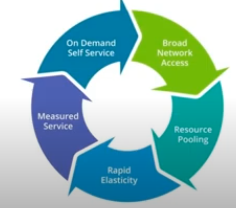 On Demand
Self Service
Broad
Network
Access
Resource
Pooling
Rapid
Elasticity
Measured
Service